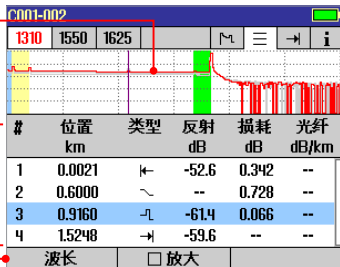 C001-002
1310 1550 1625 i
# 位置 类型 反射 损耗 光纤
km dB dB dB/km
1 0.0021 -52.6 0.342 --
2 0.6000 -- 0.728 --
3 0.9160 -61.4 0.066 --
4 1.5248 -59.6 -- --
波长 放大